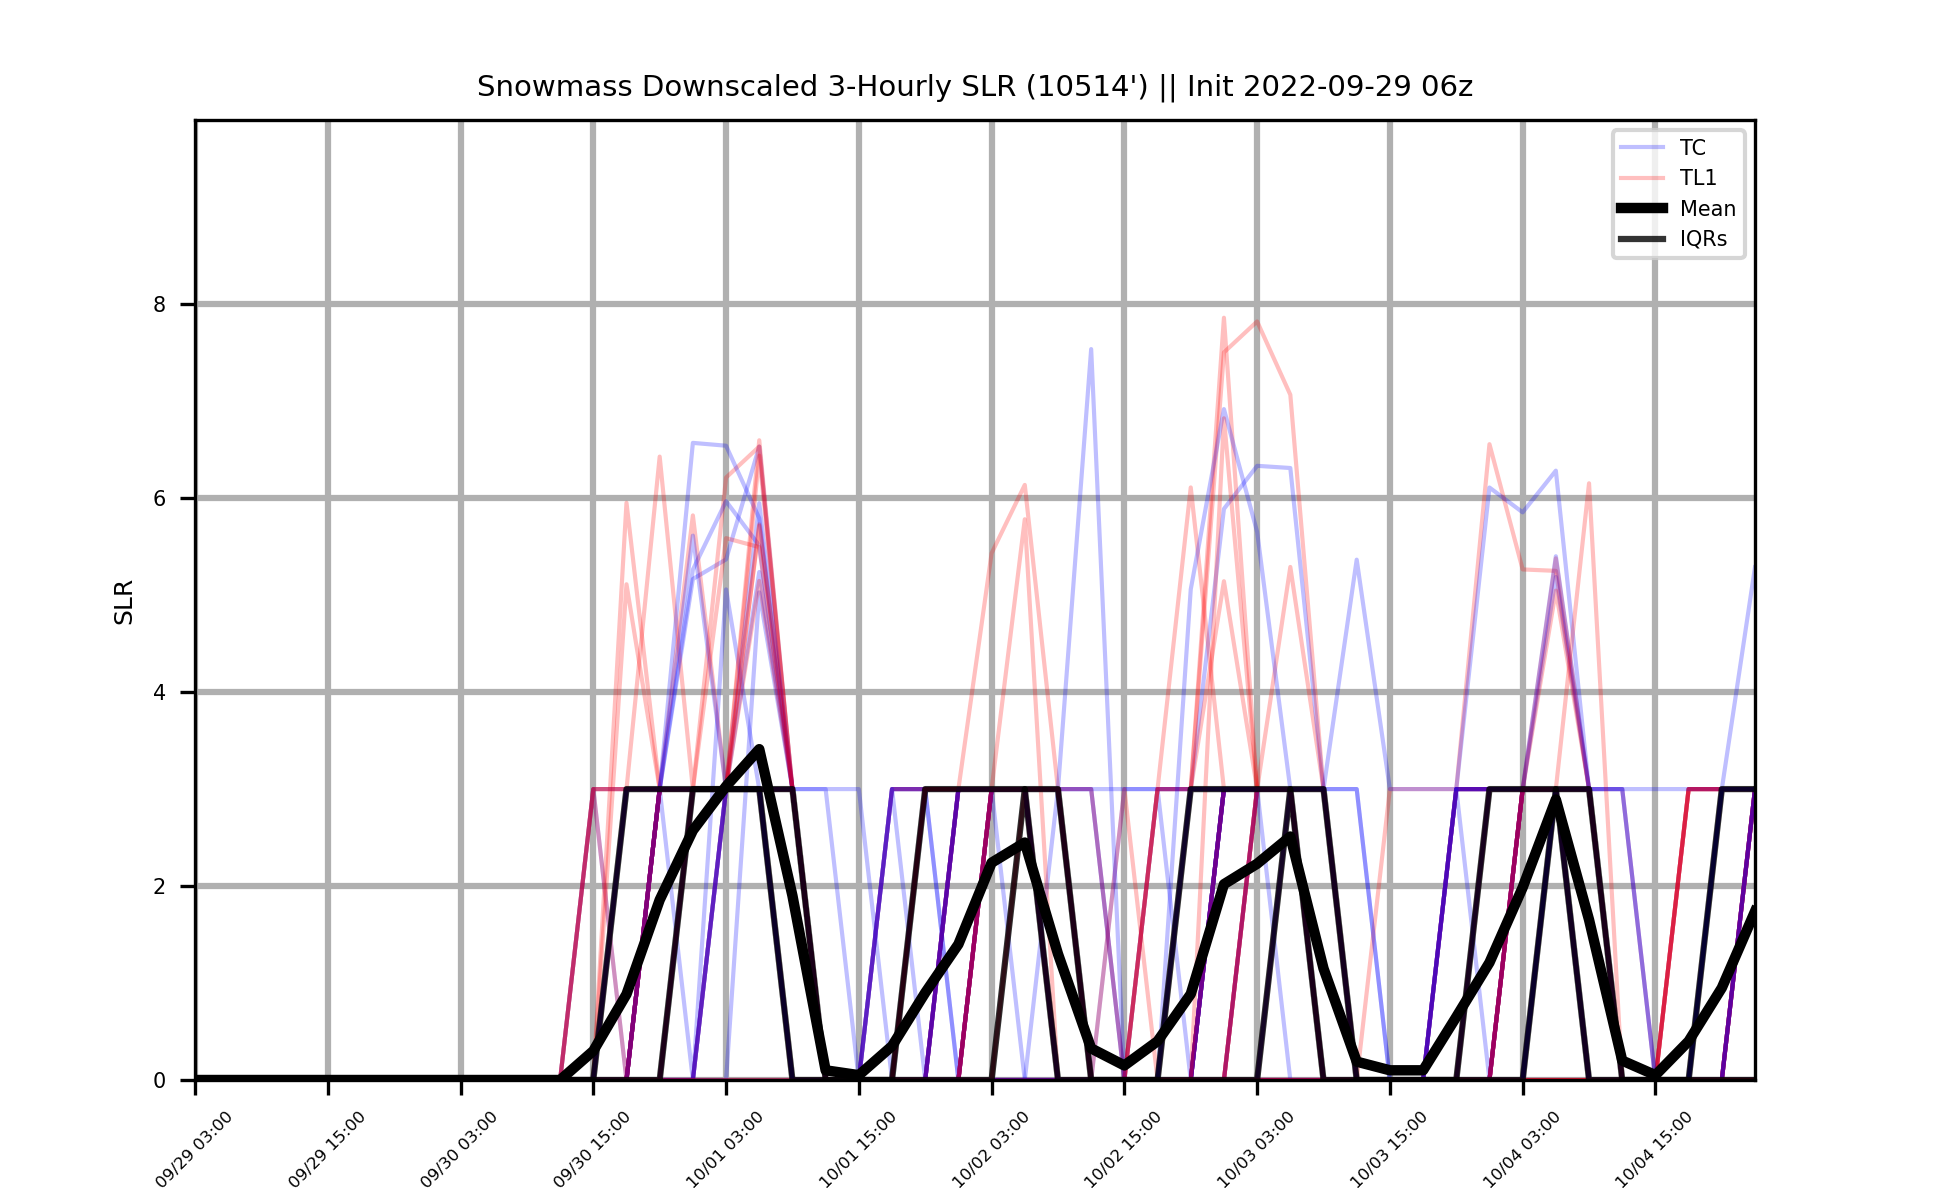 Snowmass Downscaled 3-Hourly SLR (10514') || Init 2022-09-29 06z
TC
TL1
Mean
IQRs
8
6
4
2
0
SLR
09/29 03:00
09/29 15:00
09/30 03:00
09/30 15:00
10/01 03:00
10/01 15:00
10/02 03:00
10/02 15:00
10/03 03:00
10/03 15:00
10/04 03:00
10/04 15:00